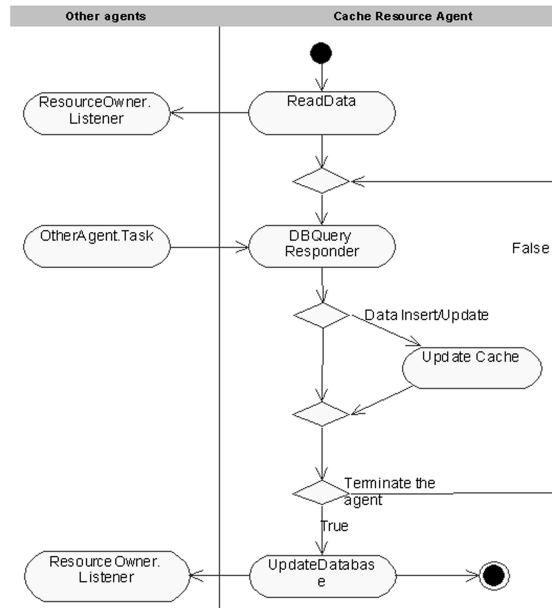 Other agents
Cache Resource Agent
ResourceOwner.
Listener
ReadData
OtherAgent.Task
DBQuery
Responder
False
Data Insert/Update
Update Cache
Terminate the
agent
True
ResourceOwner.
Listener
UpdateDatabas
e